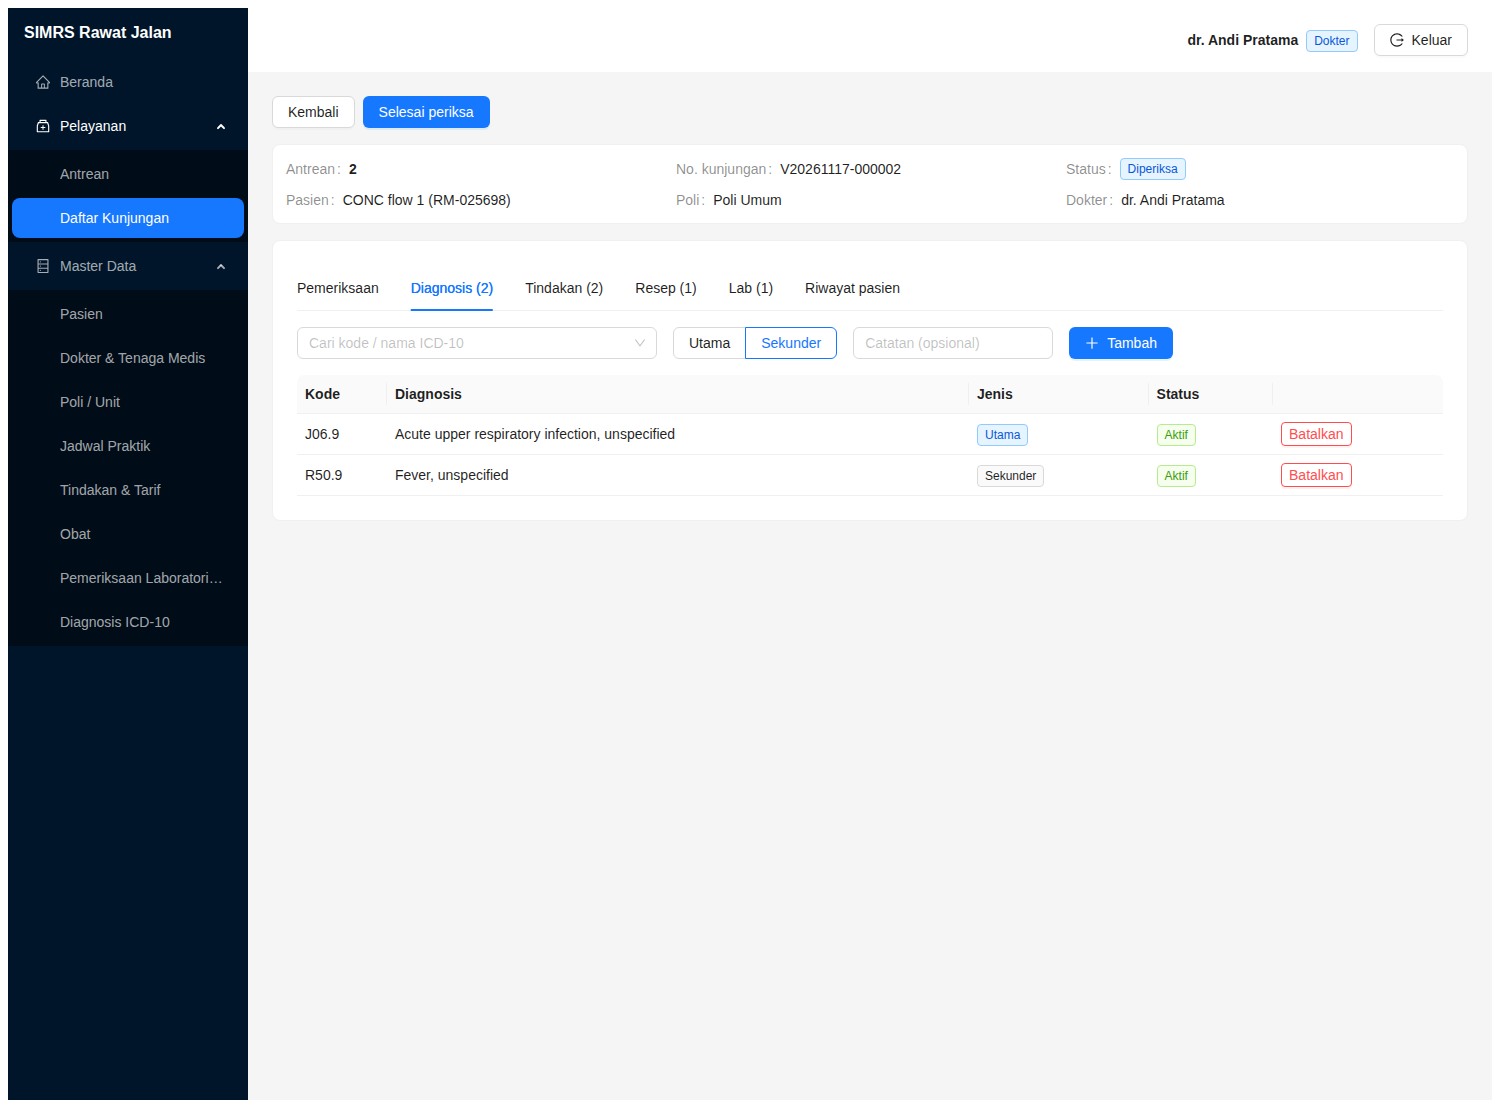 SIMRS Rawat Jalan
Beranda
Pelayanan
Antrean
Daftar Kunjungan
Master Data
Pasien
Dokter & Tenaga Medis
Poli / Unit
Jadwal Praktik
Tindakan & Tarif
Obat
Pemeriksaan Laboratori…
Diagnosis ICD-10
dr. Andi Pratama Dokter Keluar
Kembali Selesai periksa
Antrean : 2 No. kunjungan : V20261117-000002 Status : Diperiksa
Pasien : CONC flow 1 (RM-025698) Poli : Poli Umum Dokter : dr. Andi Pratama
Pemeriksaan Diagnosis (2) Tindakan (2) Resep (1) Lab (1) Riwayat pasien
Cari kode / nama ICD-10 Utama Sekunder Catatan (opsional) Tambah
Kode Diagnosis Jenis Status
J06.9 Acute upper respiratory infection, unspecified Utama Aktif Batalkan
R50.9 Fever, unspecified Sekunder Aktif Batalkan